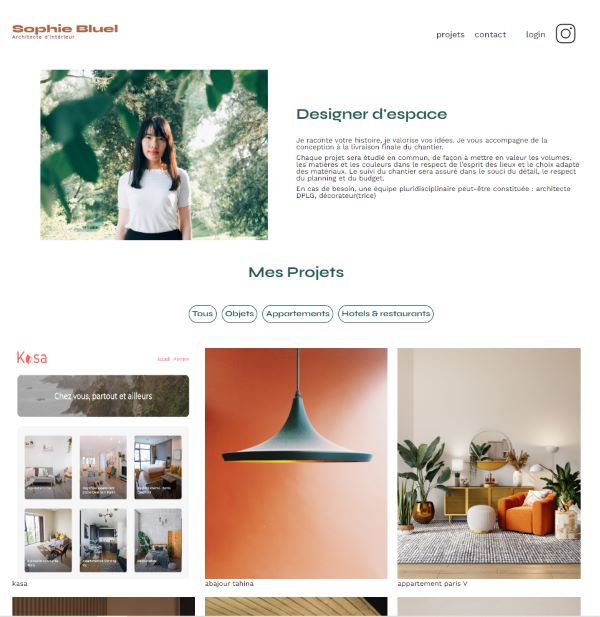 Sophie Bluel
Architecte d'intérieur
projets contact login
Designer d'espace
Je raconte votre histoire, je valorise vos idées. Je vous accompagne de la
conception à la livraison finale du chantier.
Chaque projet sera étudié en commun, de façon à mettre en valeur les volumes,
les matières et les couleurs dans le respect de l'esprit des lieux et le choix adapté
des matériaux. Le suivi du chantier sera assuré dans le souci du détail, le respect
du planning et du budget.
En cas de besoin, une équipe pluridisciplinaire peut-être constituée : architecte
DPLG, décorateur(trice)
Mes Projets
Tous Objets Appartements Hotels & restaurants
Kasa
Chez vous, partout et ailleurs
kasa
abajour tahina
appartement paris V